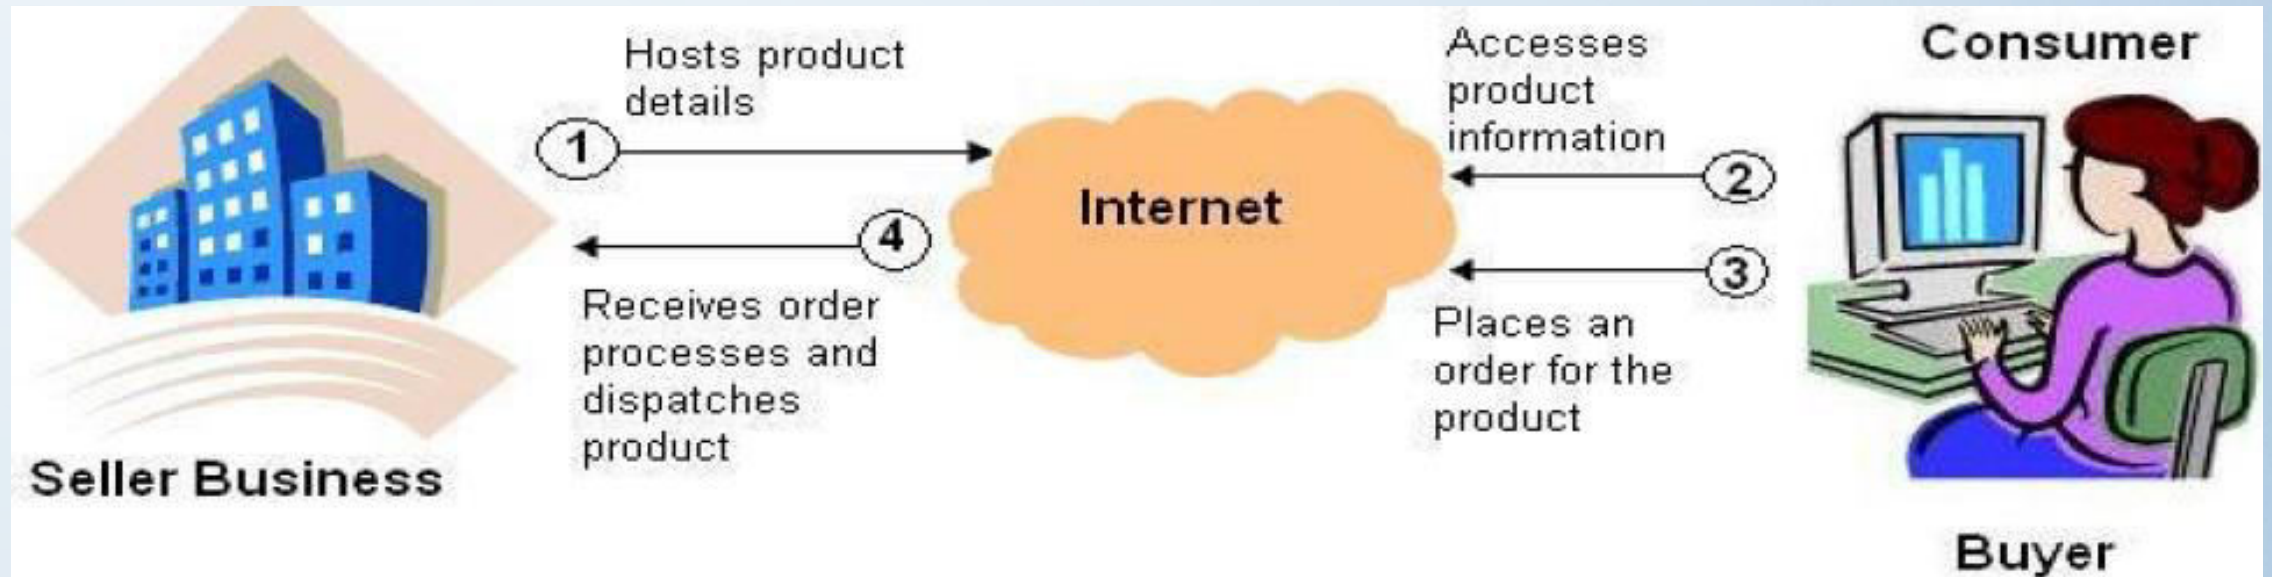 Hosts product
details
1
4
Receives order
processes and
dispatches
product
Seller Business
Internet
Accesses
product
information
2
3
Places an
order for the
product
Consumer
Buyer